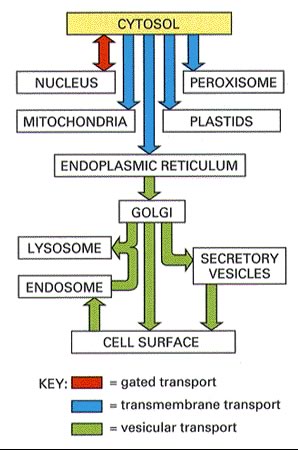 CYTOSOL
NUCLEUS
PEROXISOME
MITOCHONDRIA
PLASTIDS
ENDOPLASMIC RETICULUM
GOLGI
LYSOSOME
SECRETORY
VESICLES
ENDOSOME
CELL SURFACE
KEY: = gated transport
= transmembrane transport
= vesicular transport